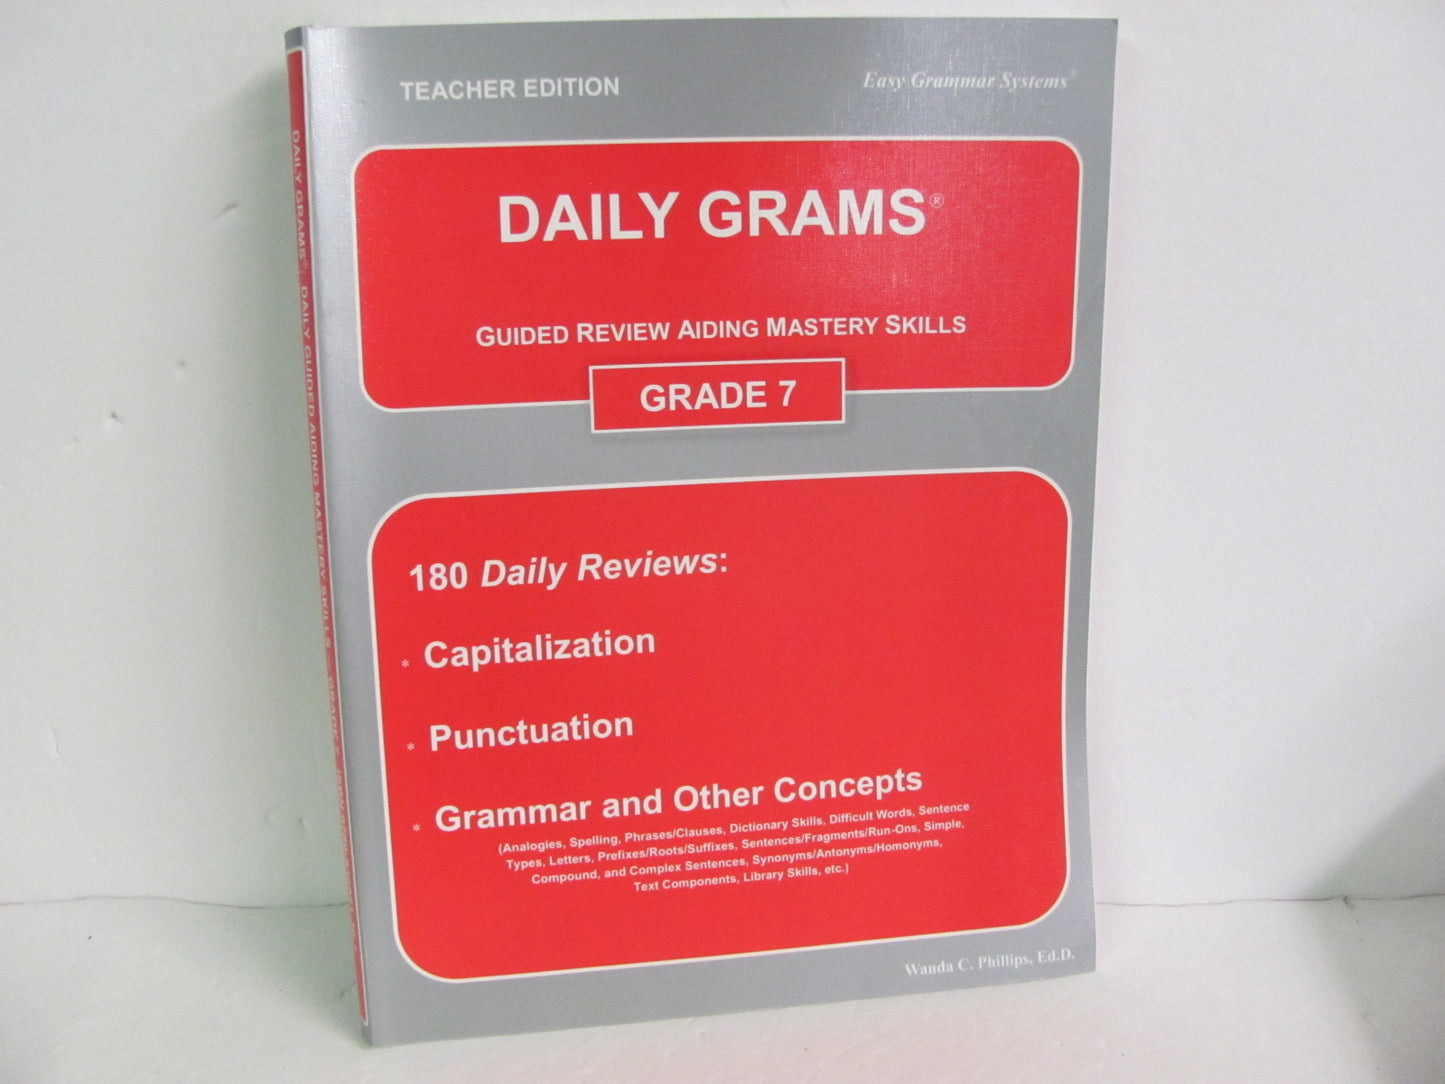 TEACHER EDITION
Easy Grammar Systems®
DAILY GRAMS®
GUIDED REVIEW AIDING MASTERY SKILLS
GRADE 7
180 Daily Reviews:
* Capitalization
* Punctuation
* Grammar and Other Concepts
(Analogies, Spelling, Phrases/Clauses, Dictionary Skills, Difficult Words, Sentence
Types, Letters, Prefixes/Roots/Suffixes, Sentences/Fragments/Run-Ons, Simple,
Compound, and Complex Sentences, Synonyms/Antonyms/Homonyms,
Text Components, Library Skills, etc.)
Wanda C. Phillips, Ed.D.
DAILY GRAMS: DAILY GUIDED AIDING MASTERY SKILLS - GRADE 7